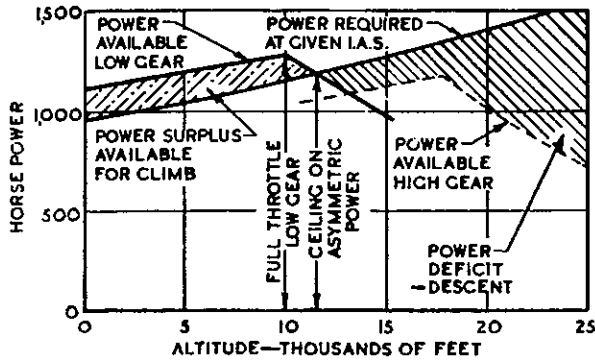 1,500
1,000
500
0
HORSE POWER
POWER
AVAILABLE
LOW GEAR
POWER REQUIRED
AT GIVEN I.A.S.
POWER SURPLUS
AVAILABLE
FOR CLIMB
FULL THROTTLE
LOW GEAR
CEILING ON
ASYMMETRIC
POWER
POWER
AVAILABLE
HIGH GEAR
POWER
DEFICIT
–DESCENT
0 5 10 15 20 25
ALTITUDE—THOUSANDS OF FEET